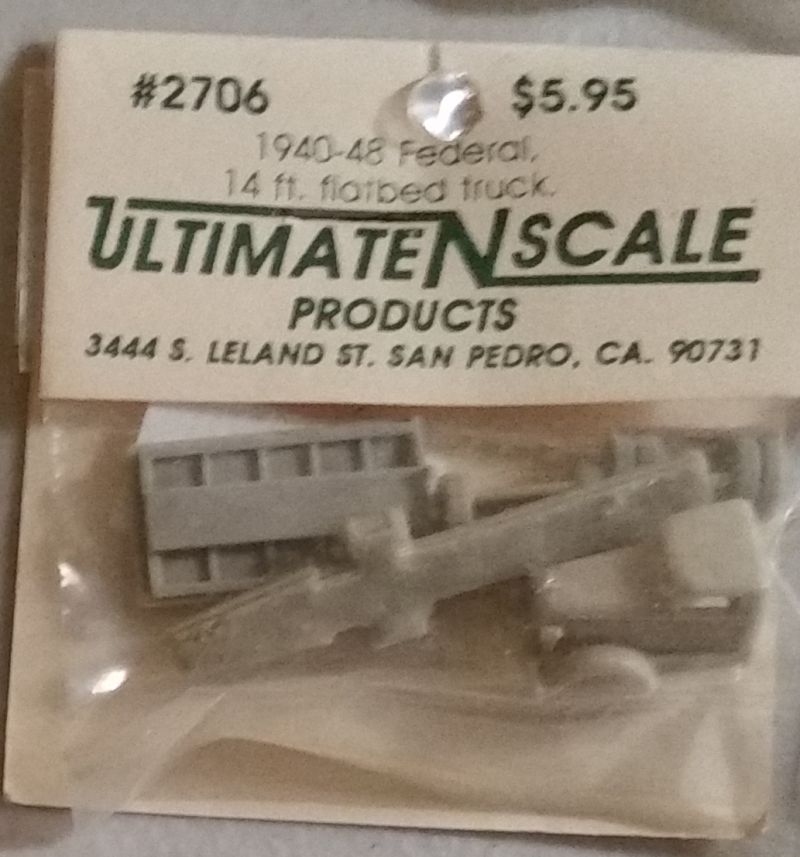 #2706 $5.95
1940-48 Federal,
14 ft. flatbed truck.
ULTIMATE N SCALE
PRODUCTS
3444 S. LELAND ST. SAN PEDRO, CA. 90731